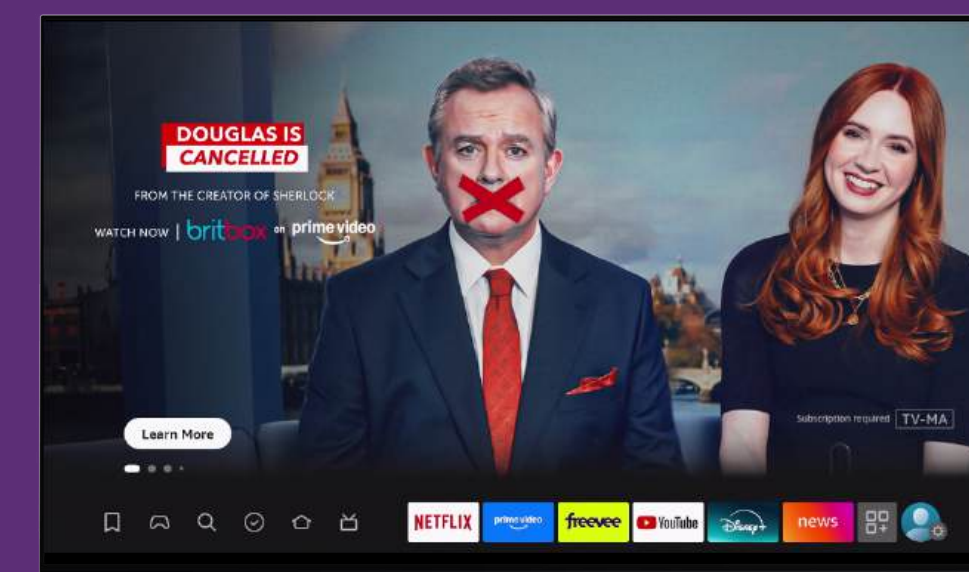 DOUGLAS IS
CANCELLED
FROM THE CREATOR OF SHERLOCK
WATCH NOW | britbox on prime video
Learn More
Subscription required TV-MA
NETFLIX prime video freevee YouTube Disney+ news